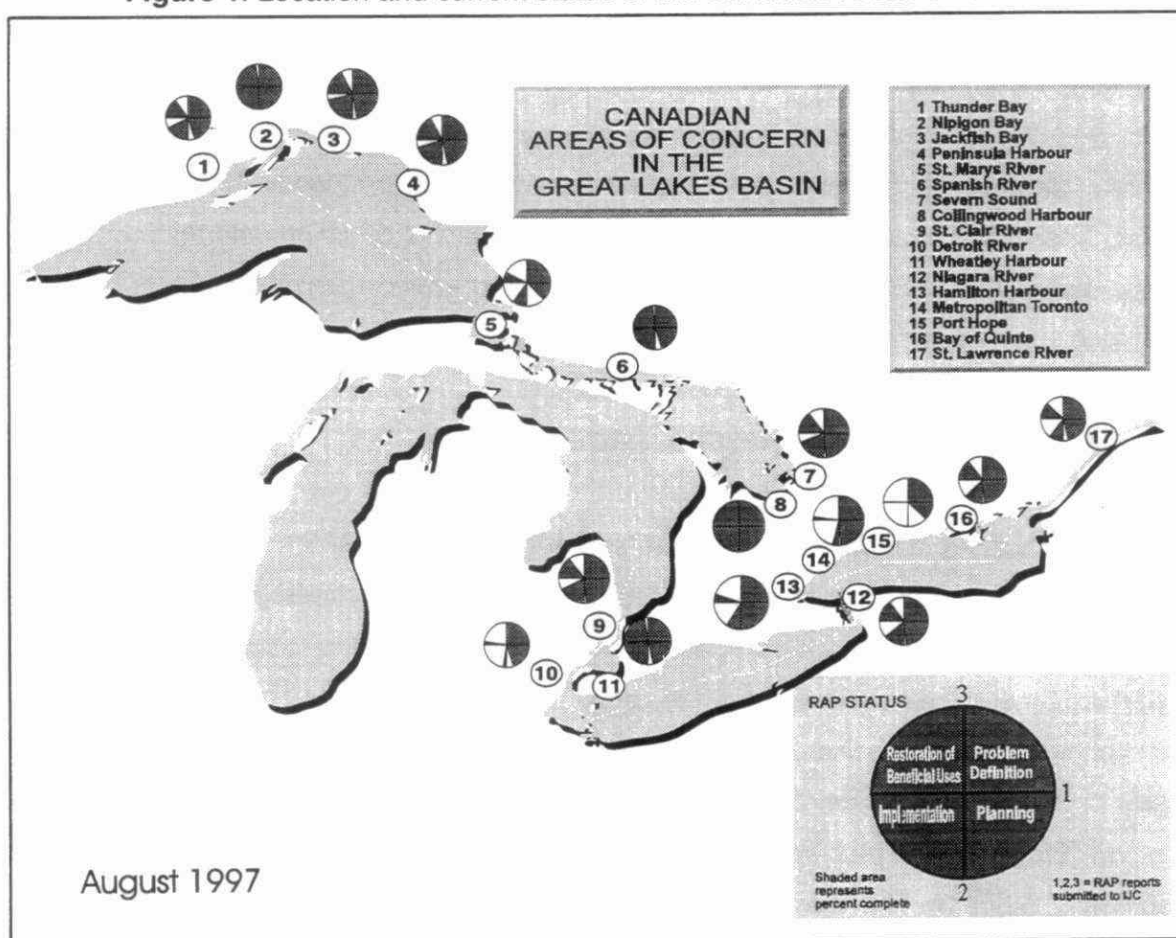 CANADIAN
AREAS OF CONCERN
IN THE
GREAT LAKES BASIN
1 Thunder Bay
2 Nipigon Bay
3 Jackfish Bay
4 Peninsula Harbour
5 St. Marys River
6 Spanish River
7 Severn Sound
8 Collingwood Harbour
9 St. Clair River
10 Detroit River
11 Wheatley Harbour
12 Niagara River
13 Hamilton Harbour
14 Metropolitan Toronto
15 Port Hope
16 Bay of Quinte
17 St. Lawrence River
2
3
1
4
5
6
17
7
8
16
15
14
13
12
9
10
11
RAP STATUS
3
Restoration of
Beneficial Uses
Problem
Definition
1
Implementation
Planning
2
Shaded area
represents
percent complete
1,2,3 = RAP reports
submitted to IJC
August 1997